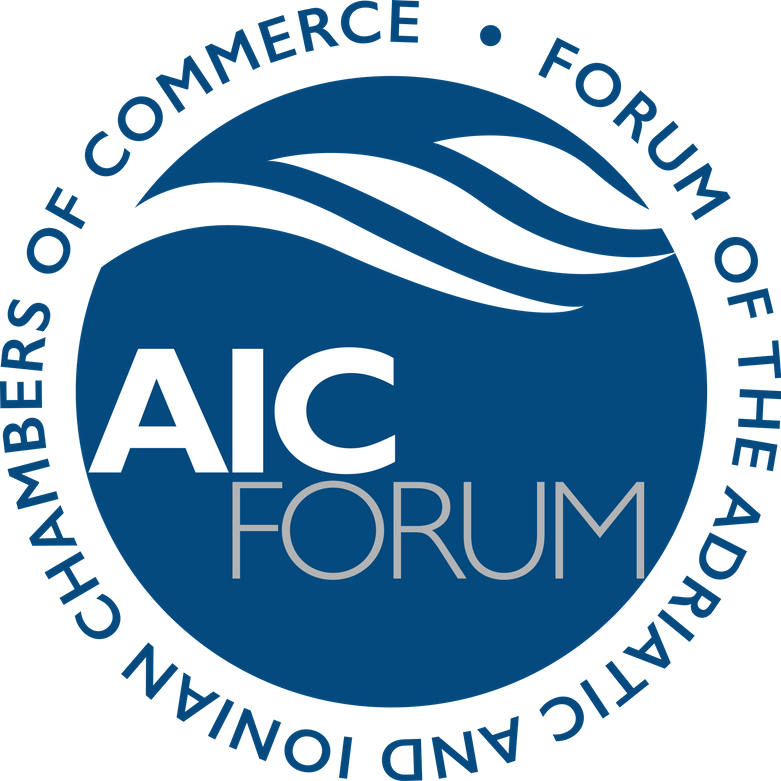 FORUM OF THE ADRIATIC AND IONIAN CHAMBERS OF COMMERCE •
AIC
FORUM